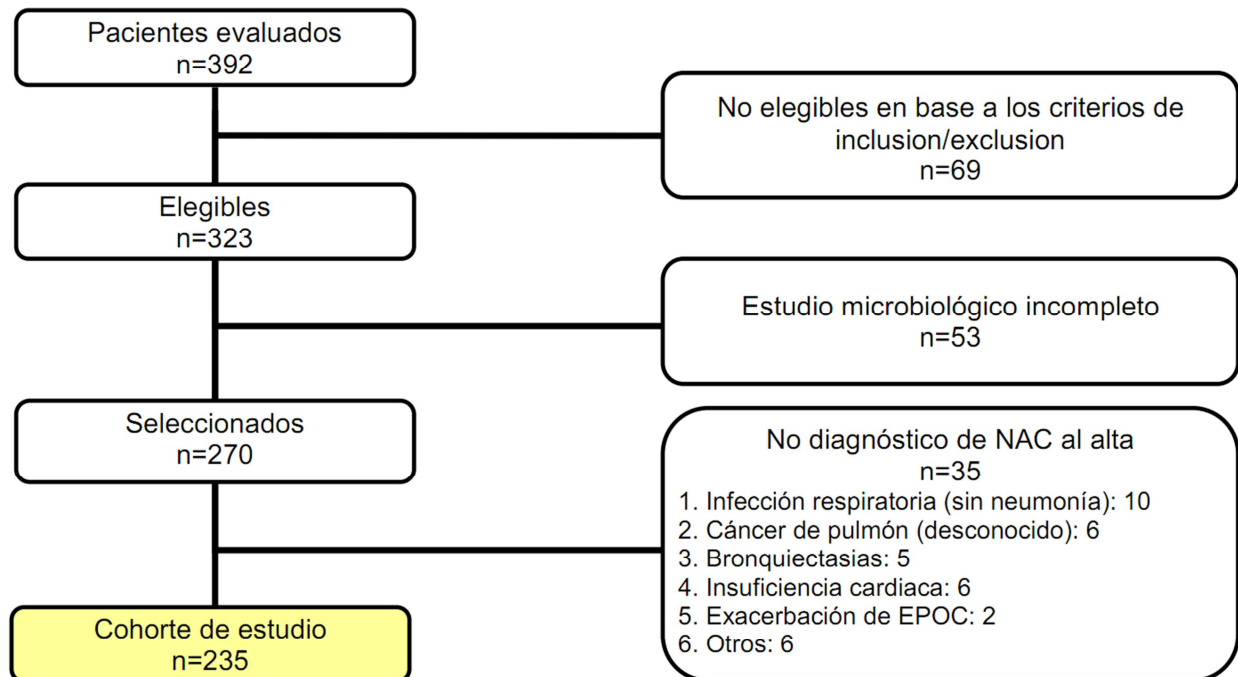 Pacientes evaluados
n=392
No elegibles en base a los criterios de
inclusion/exclusion
n=69
Elegibles
n=323
Estudio microbiológico incompleto
n=53
Seleccionados
n=270
No diagnóstico de NAC al alta
n=35
1. Infección respiratoria (sin neumonía): 10
2. Cáncer de pulmón (desconocido): 6
3. Bronquiectasias: 5
4. Insuficiencia cardiaca: 6
5. Exacerbación de EPOC: 2
6. Otros: 6
Cohorte de estudio
n=235